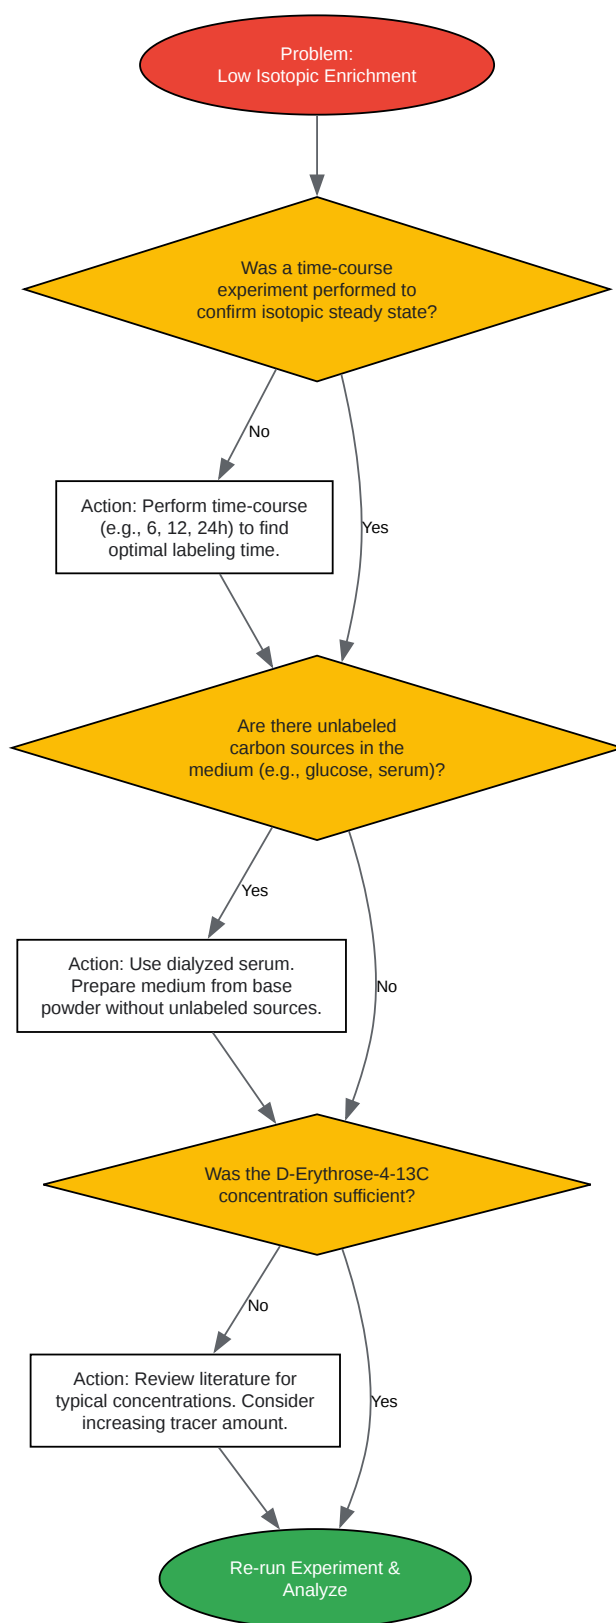 Problem:
Low Isotopic Enrichment
Was a time-course
experiment performed to
confirm isotopic steady state?
No
Yes
Action: Perform time-course
(e.g., 6, 12, 24h) to find
optimal labeling time.
Are there unlabeled
carbon sources in the
medium (e.g., glucose, serum)?
Yes
No
Action: Use dialyzed serum.
Prepare medium from base
powder without unlabeled sources.
Was the D-Erythrose-4-13C
concentration sufficient?
No
Yes
Action: Review literature for
typical concentrations. Consider
increasing tracer amount.
Re-run Experiment &
Analyze